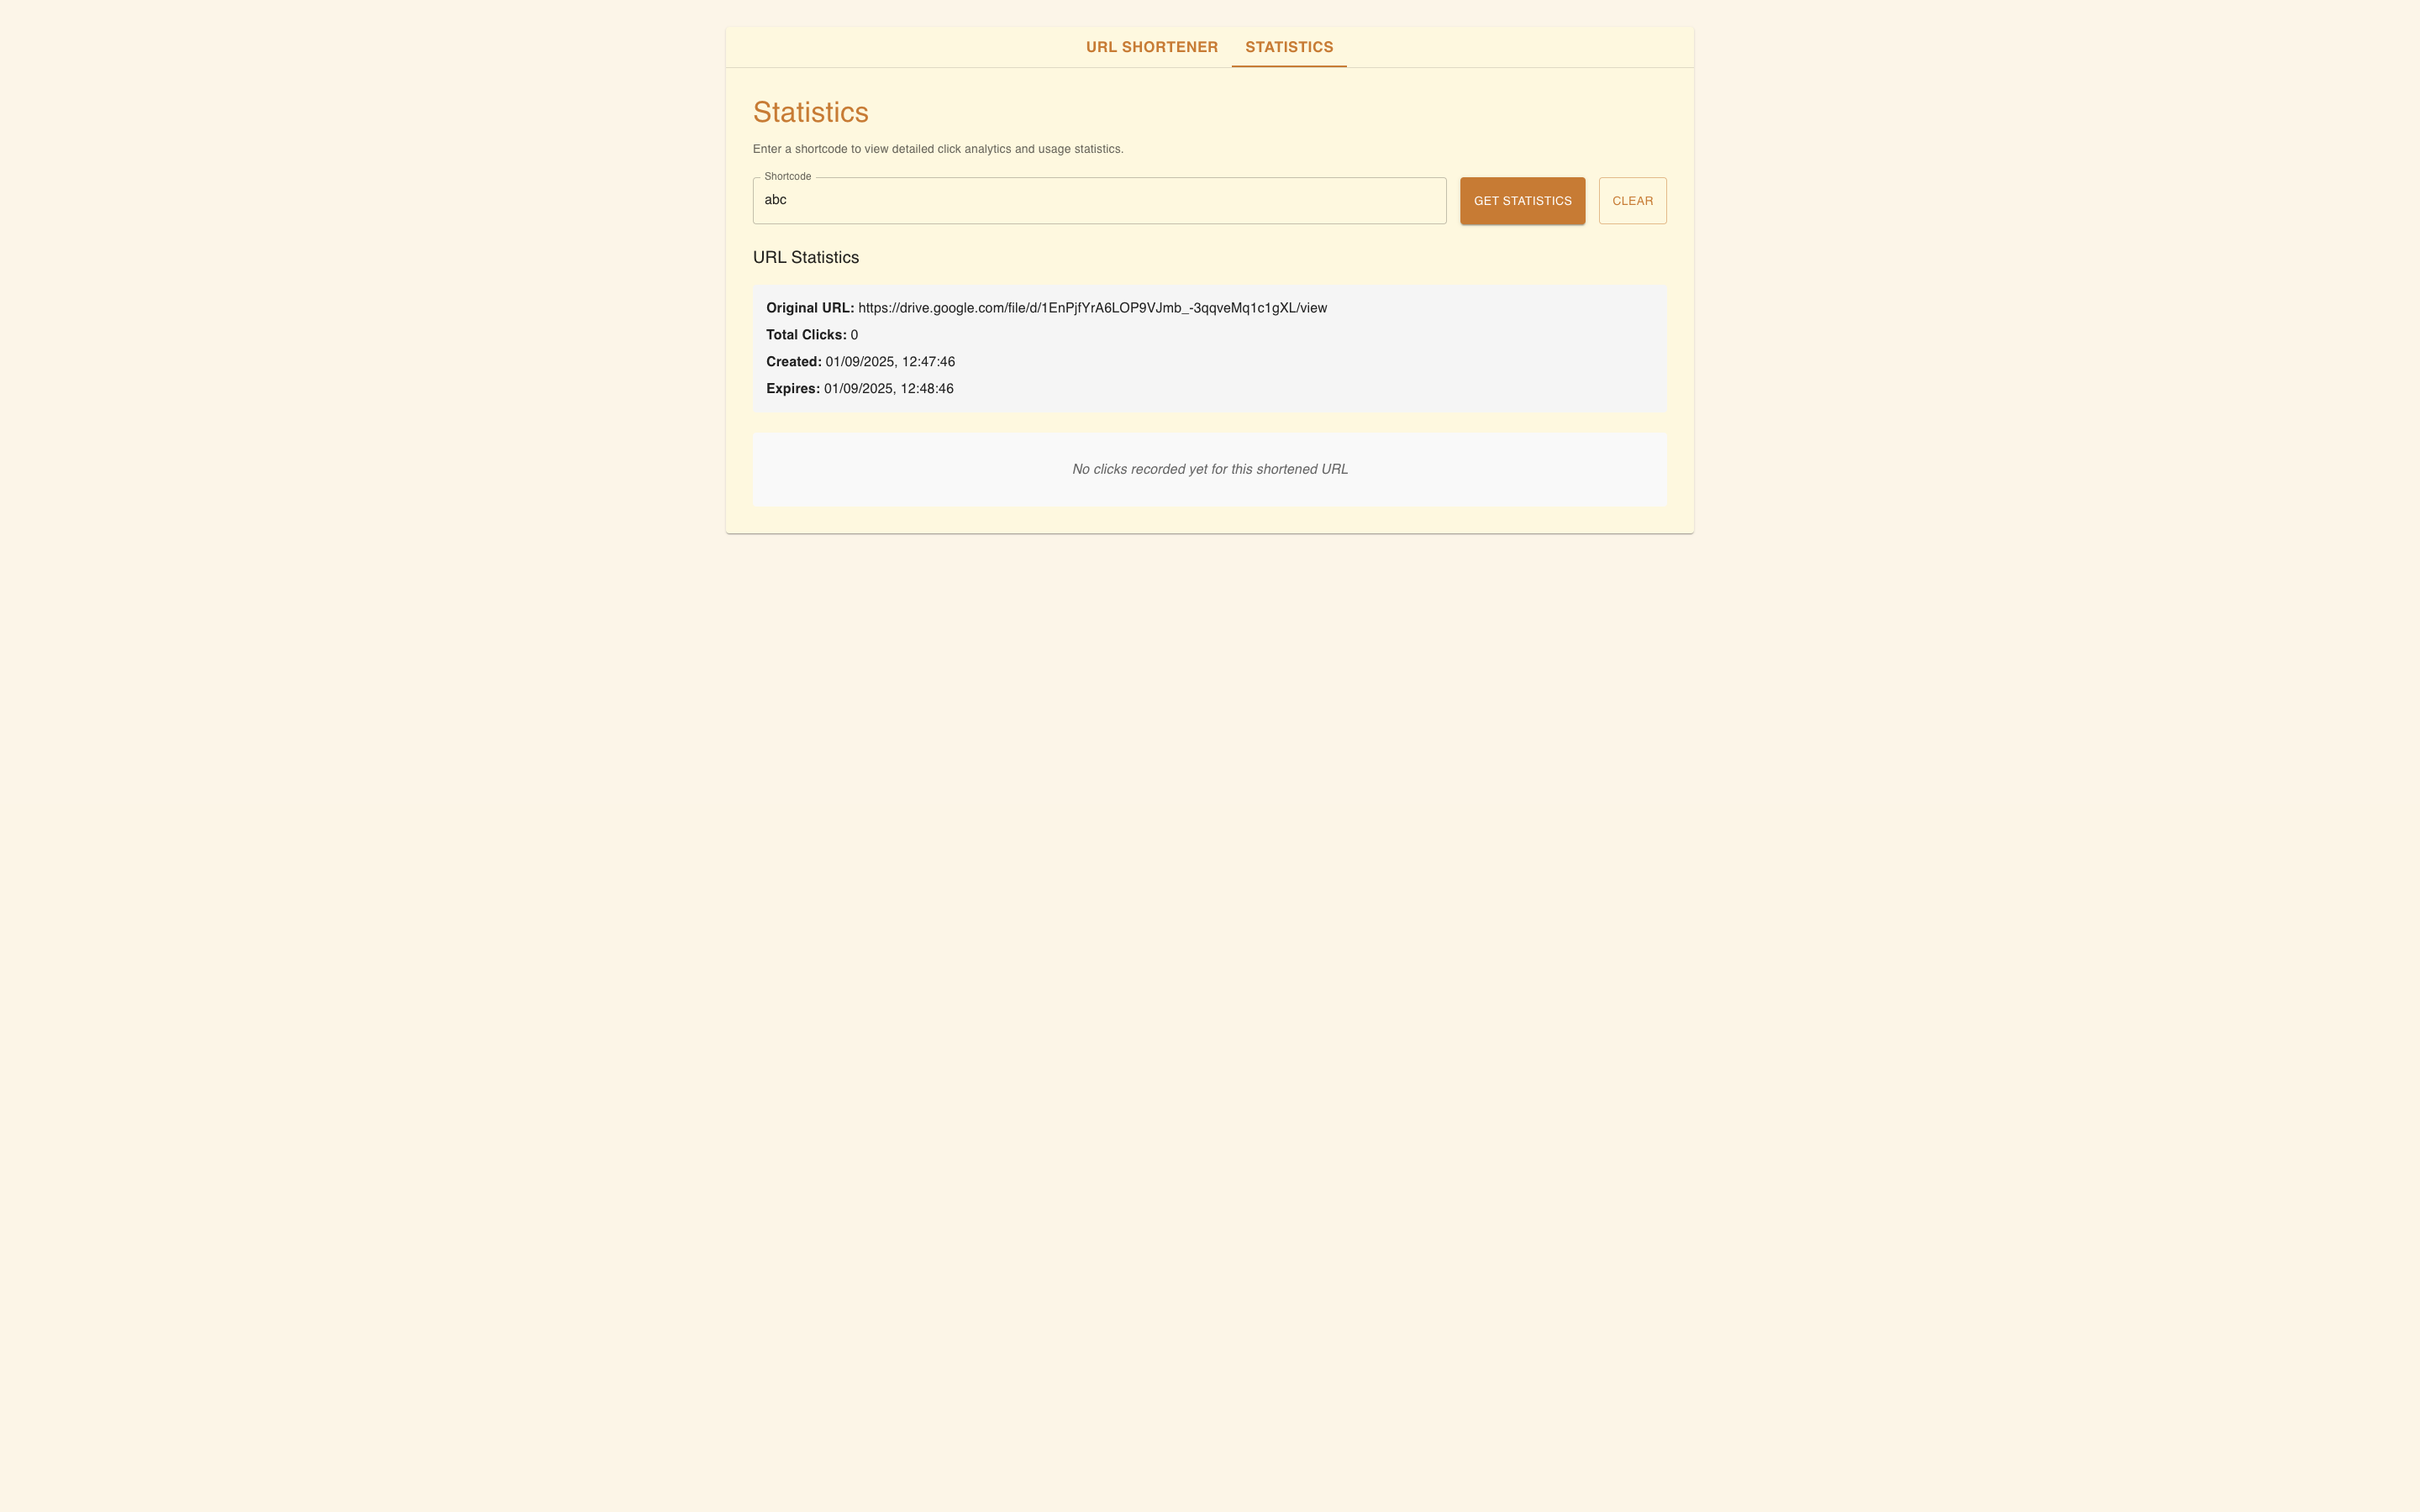 URL SHORTENER STATISTICS
Statistics
Enter a shortcode to view detailed click analytics and usage statistics.
Shortcode
abc
GET STATISTICS
CLEAR
URL Statistics
Original URL: https://drive.google.com/file/d/1EnPjfYrA6LOP9VJmb_-3qqveMq1c1gXL/view
Total Clicks: 0
Created: 01/09/2025, 12:47:46
Expires: 01/09/2025, 12:48:46
No clicks recorded yet for this shortened URL